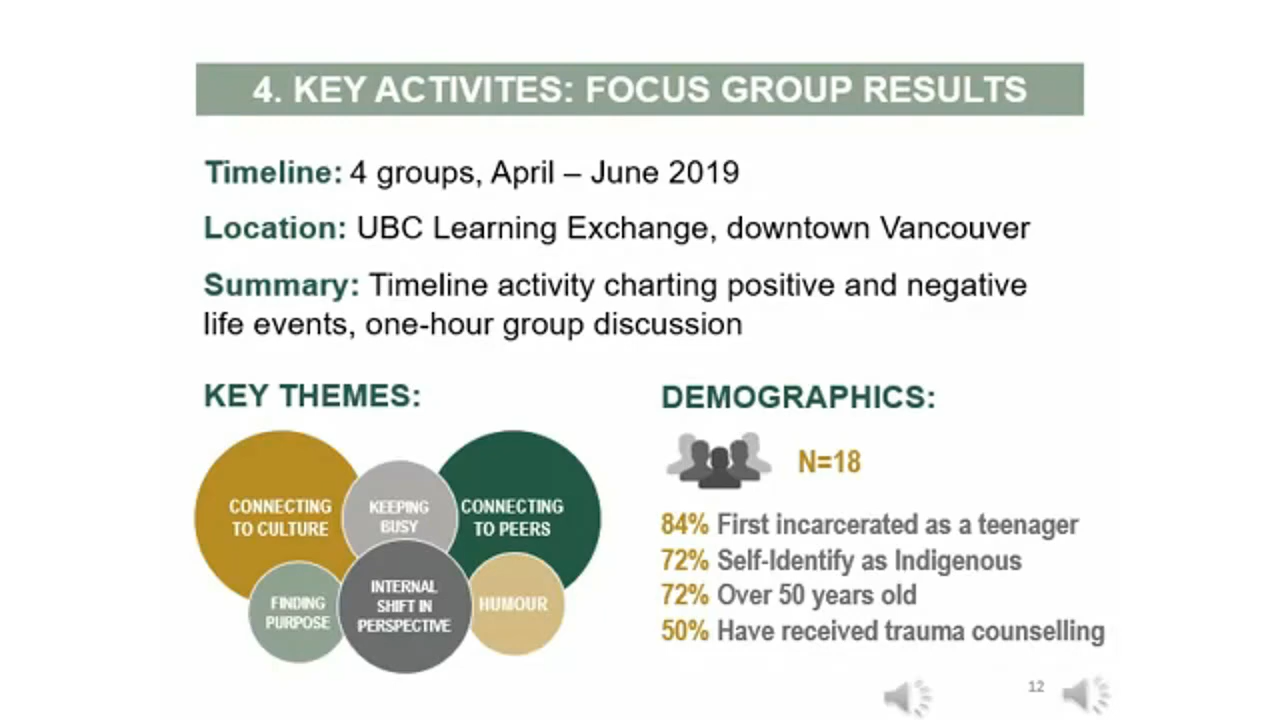 4. KEY ACTIVITES: FOCUS GROUP RESULTS
Timeline: 4 groups, April – June 2019
Location: UBC Learning Exchange, downtown Vancouver
Summary: Timeline activity charting positive and negative
life events, one-hour group discussion
KEY THEMES:
CONNECTING
TO CULTURE
KEEPING
BUSY
CONNECTING
TO PEERS
FINDING
PURPOSE
INTERNAL
SHIFT IN
PERSPECTIVE
HUMOUR
DEMOGRAPHICS:
N=18
84% First incarcerated as a teenager
72% Self-Identify as Indigenous
72% Over 50 years old
50% Have received trauma counselling
12